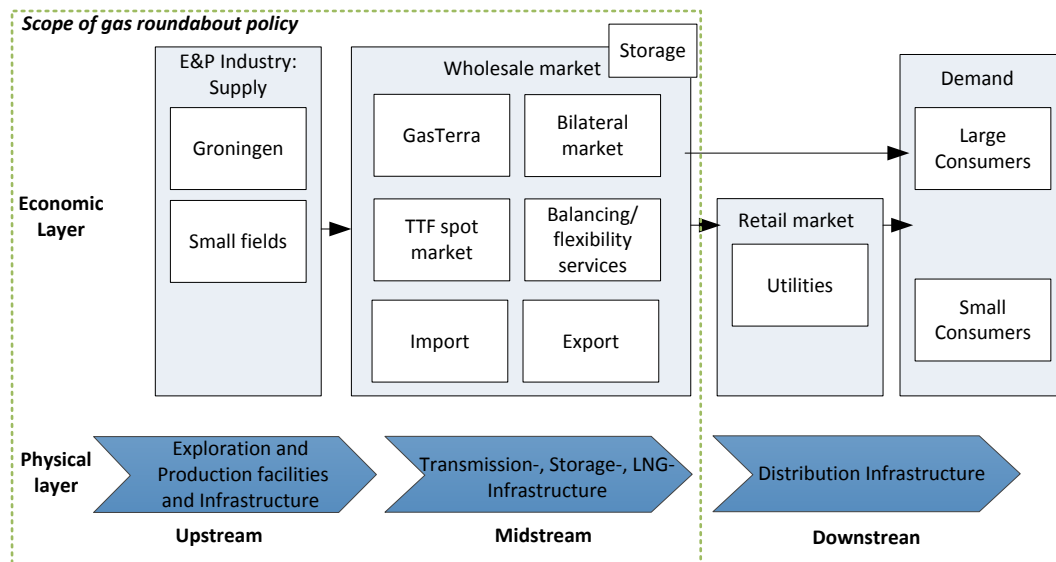 Scope of gas roundabout policy
E&P Industry:
Supply
Groningen
Small fields
Wholesale market
Storage
GasTerra
Bilateral
market
TTF spot
market
Balancing/
flexibility
services
Import
Export
Retail market
Utilities
Demand
Large
Consumers
Small
Consumers
Economic
Layer
Physical
layer
Exploration and
Production facilities
and Infrastructure
Transmission-, Storage-, LNG-
Infrastructure
Distribution Infrastructure
Upstream
Midstream
Downstrean